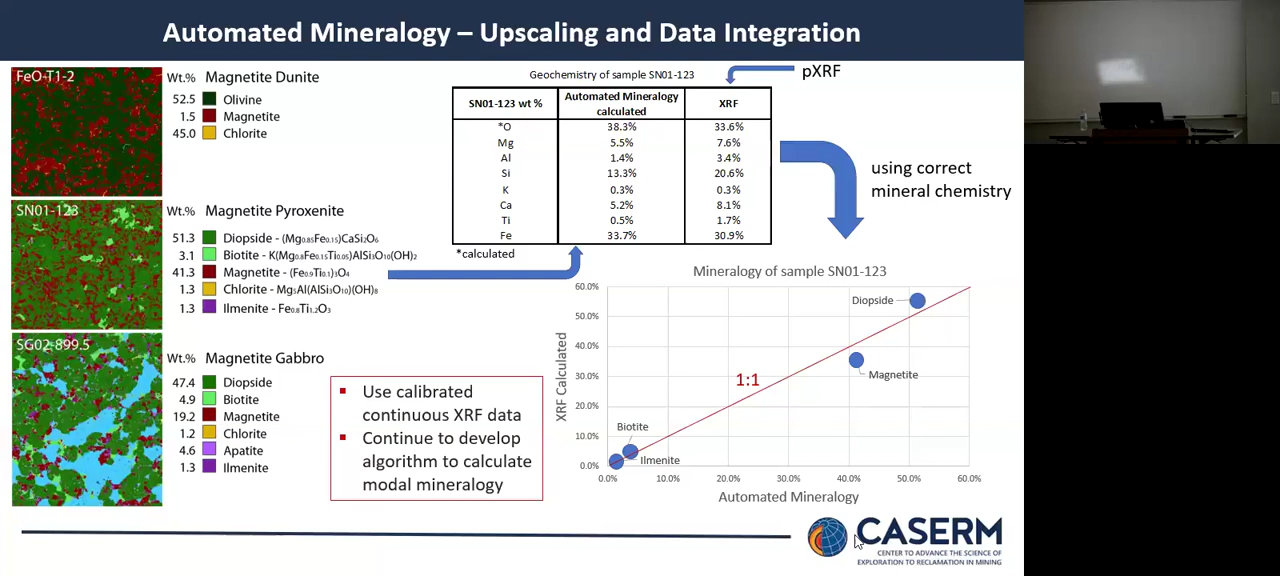 Automated Mineralogy – Upscaling and Data Integration
FeO-T1-2
Wt.% Magnetite Dunite
52.5 Olivine
1.5 Magnetite
45.0 Chlorite
SN01-123
Wt.% Magnetite Pyroxenite
51.3 Diopside - (Mg₀.₈₅Fe₀.₁₅)CaSi₂O₆
3.1 Biotite - K(Mg₀.₈Fe₀.₁₅Ti₀.₀₅)AlSi₃O₁₀(OH)₂
41.3 Magnetite - (Fe₀.₉Ti₀.₁)₃O₄
1.3 Chlorite - Mg₅Al(AlSi₃O₁₀)(OH)₈
1.3 Ilmenite - Fe₀.₈Ti₁.₂O₃
SG02-899.5
Wt.% Magnetite Gabbro
47.4 Diopside
4.9 Biotite
19.2 Magnetite
1.2 Chlorite
4.6 Apatite
1.3 Ilmenite
Geochemistry of sample SN01-123
pXRF
SN01-123 wt % Automated Mineralogy calculated XRF
*O 38.3% 33.6%
Mg 5.5% 7.6%
Al 1.4% 3.4%
Si 13.3% 20.6%
K 0.3% 0.3%
Ca 5.2% 8.1%
Ti 0.5% 1.7%
Fe 33.7% 30.9%
*calculated
using correct
mineral chemistry
▪ Use calibrated
continuous XRF data
▪ Continue to develop
algorithm to calculate
modal mineralogy
Mineralogy of sample SN01-123
XRF Calculated
60.0%
50.0%
40.0%
30.0%
20.0%
10.0%
0.0%
Diopside
Magnetite
1:1
Biotite
Ilmenite
0.0% 10.0% 20.0% 30.0% 40.0% 50.0% 60.0%
Automated Mineralogy
CASERM
CENTER TO ADVANCE THE SCIENCE OF
EXPLORATION TO RECLAMATION IN MINING